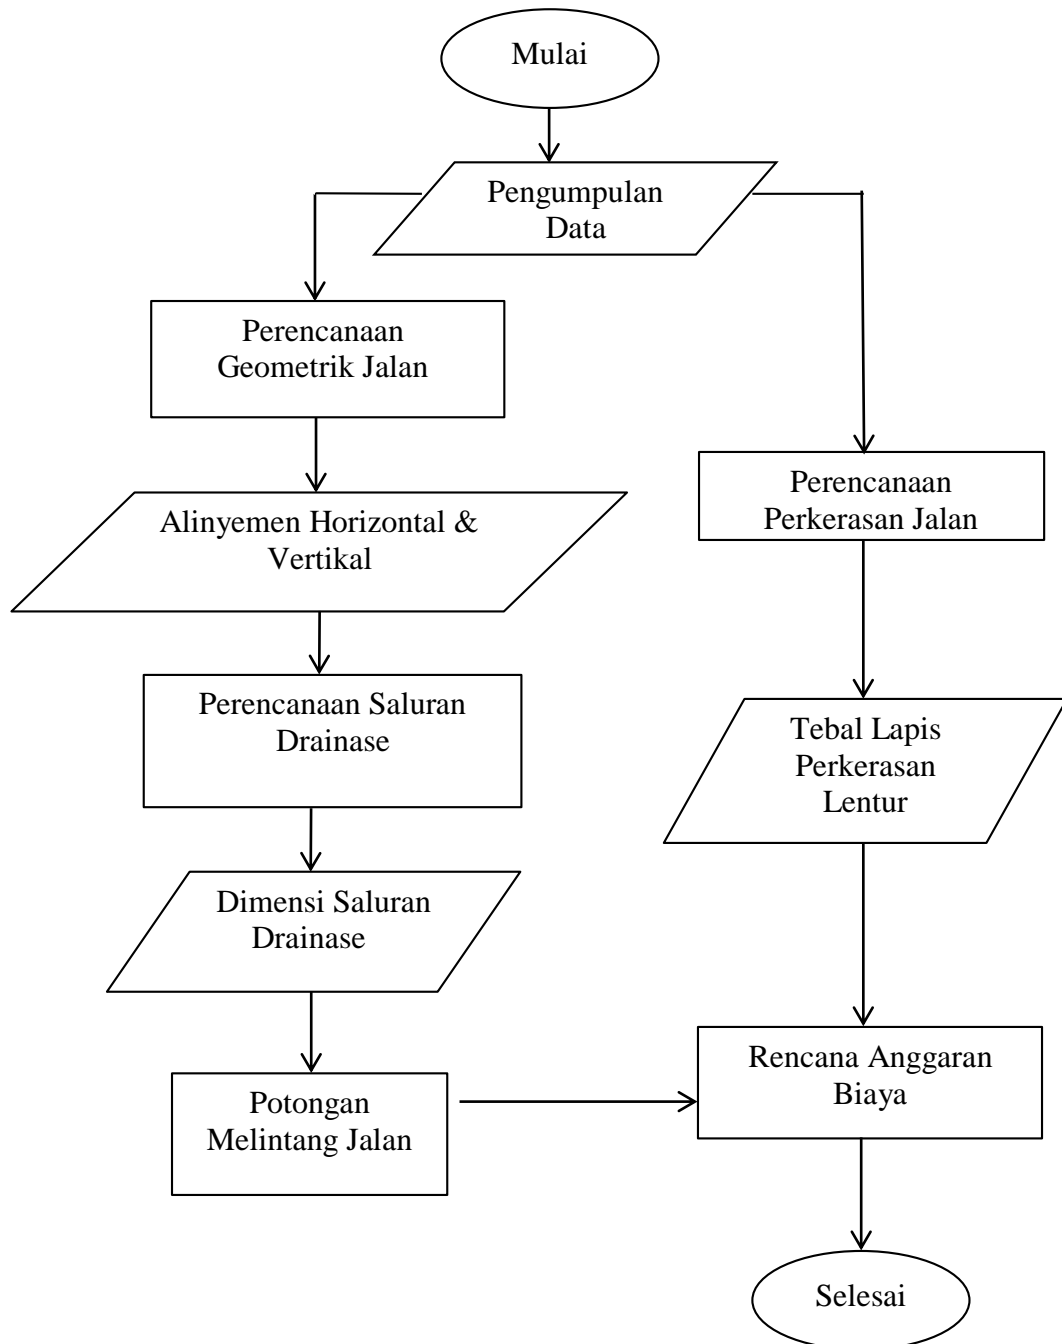 Mulai
Pengumpulan
Data
Perencanaan
Geometrik Jalan
Alinyemen Horizontal &
Vertikal
Perencanaan Saluran
Drainase
Dimensi Saluran
Drainase
Potongan
Melintang Jalan
Perencanaan
Perkerasan Jalan
Tebal Lapis
Perkerasan
Lentur
Rencana Anggaran
Biaya
Selesai